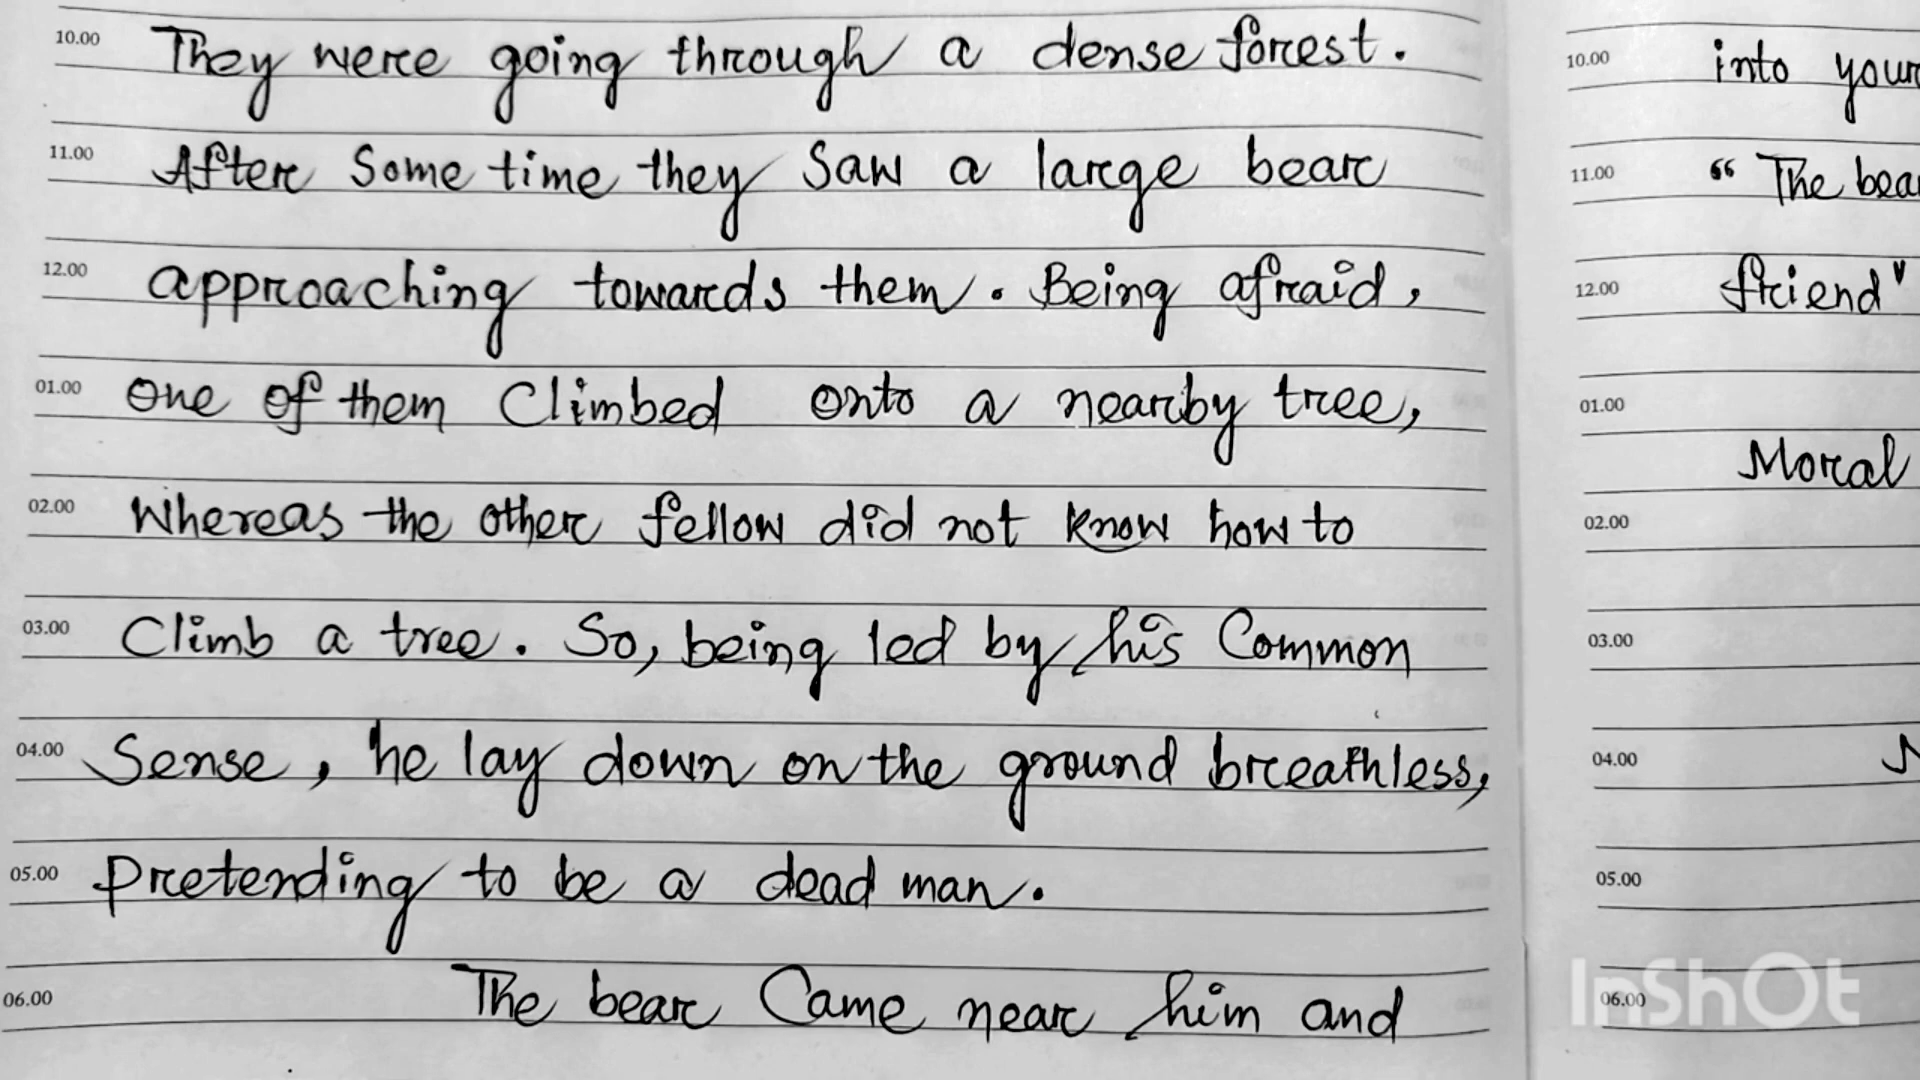 10.00 They were going through a dense forest.
11.00 After Some time they Saw a large bear
12.00 approaching towards them. Being afraid,
01.00 One of them Climbed onto a nearby tree,
02.00 Whereas the other fellow did not know how to
03.00 Climb a tree. So, being led by his Common
04.00 Sense, he lay down on the ground breathless,
05.00 Pretending to be a dead man.
06.00 The bear Came near him and
10.00 into your
11.00 "The bear
12.00 friend"
01.00
Moral
02.00
03.00
04.00
05.00
06.00
InShOt